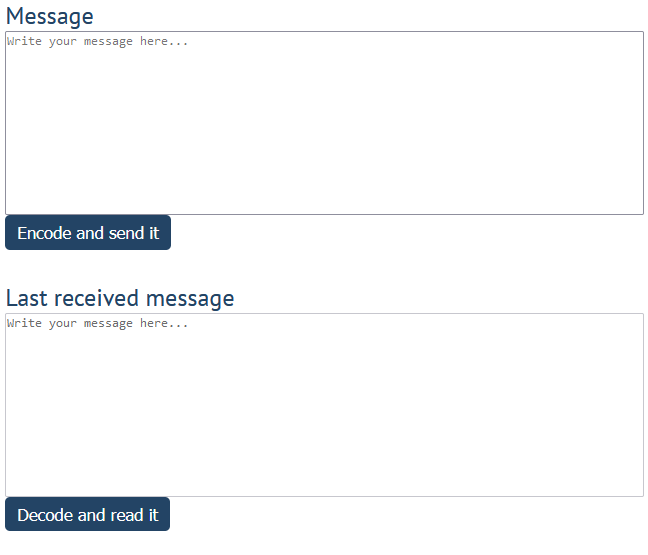 Message
Write your message here...
Encode and send it
Last received message
Write your message here...
Decode and read it